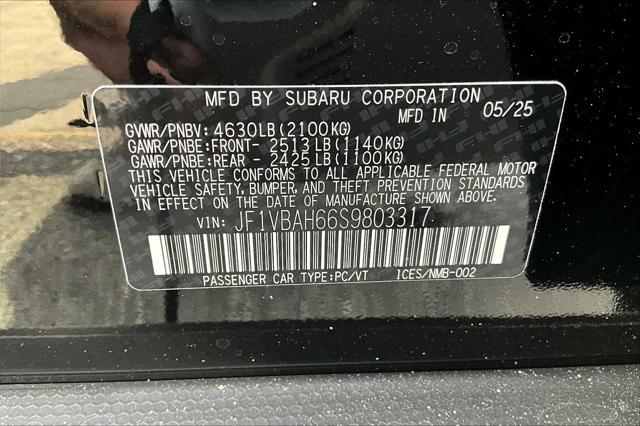 MFD BY SUBARU CORPORATION
MFD IN 05/25
GVWR/PNBV: 4630LB(2100KG)
GAWR/PNBE:FRONT- 2513LB(1140KG)
GAWR/PNBE:REAR - 2425LB(1100KG)
THIS VEHICLE CONFORMS TO ALL APPLICABLE FEDERAL MOTOR
VEHICLE SAFETY, BUMPER, AND THEFT PREVENTION STANDARDS
IN EFFECT ON THE DATE OF MANUFACTURE SHOWN ABOVE.
VIN: JF1VBAH66S9803317
PASSENGER CAR TYPE:PC/VT ICES/NMB-002